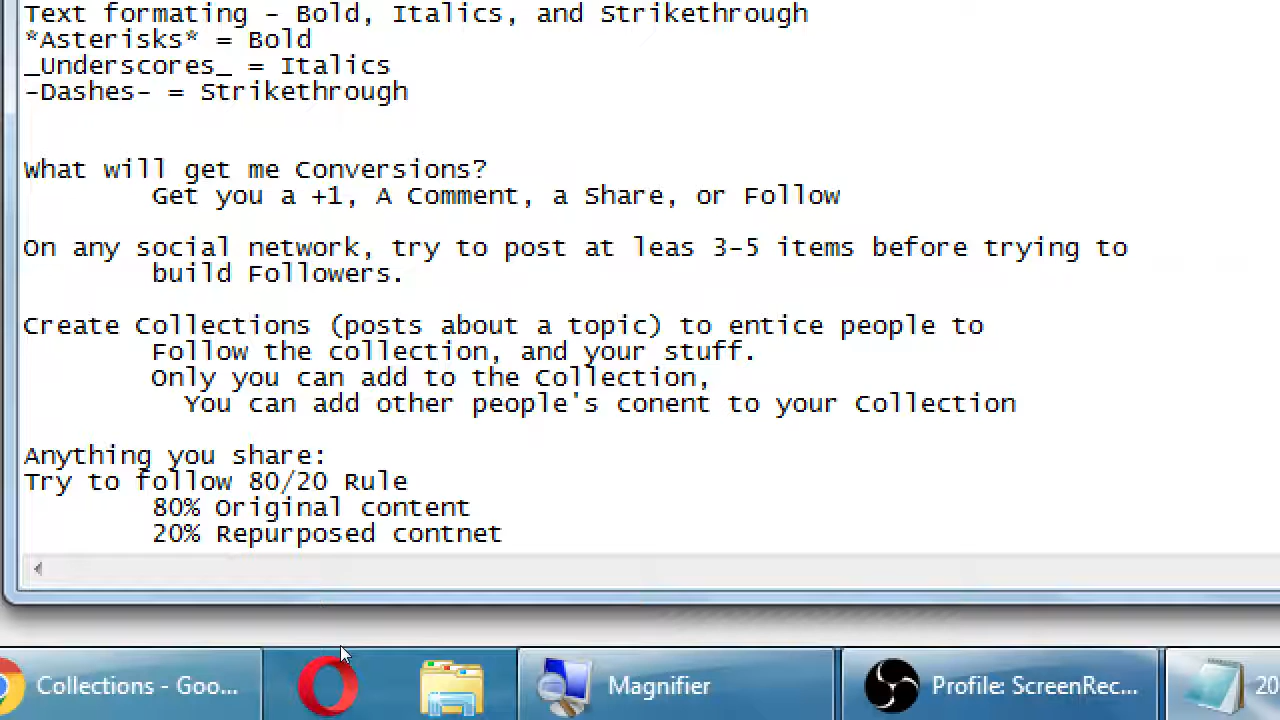 Text formating - Bold, Italics, and Strikethrough
*Asterisks* = Bold
_Underscores_ = Italics
-Dashes- = Strikethrough
What will get me Conversions?
Get you a +1, A Comment, a Share, or Follow
On any social network, try to post at leas 3-5 items before trying to
build Followers.
Create Collections (posts about a topic) to entice people to
Follow the collection, and your stuff.
Only you can add to the Collection,
You can add other people's conent to your Collection
Anything you share:
Try to follow 80/20 Rule
80% Original content
20% Repurposed contnet
Collections - Goo...
Magnifier
Profile: ScreenRec...
20